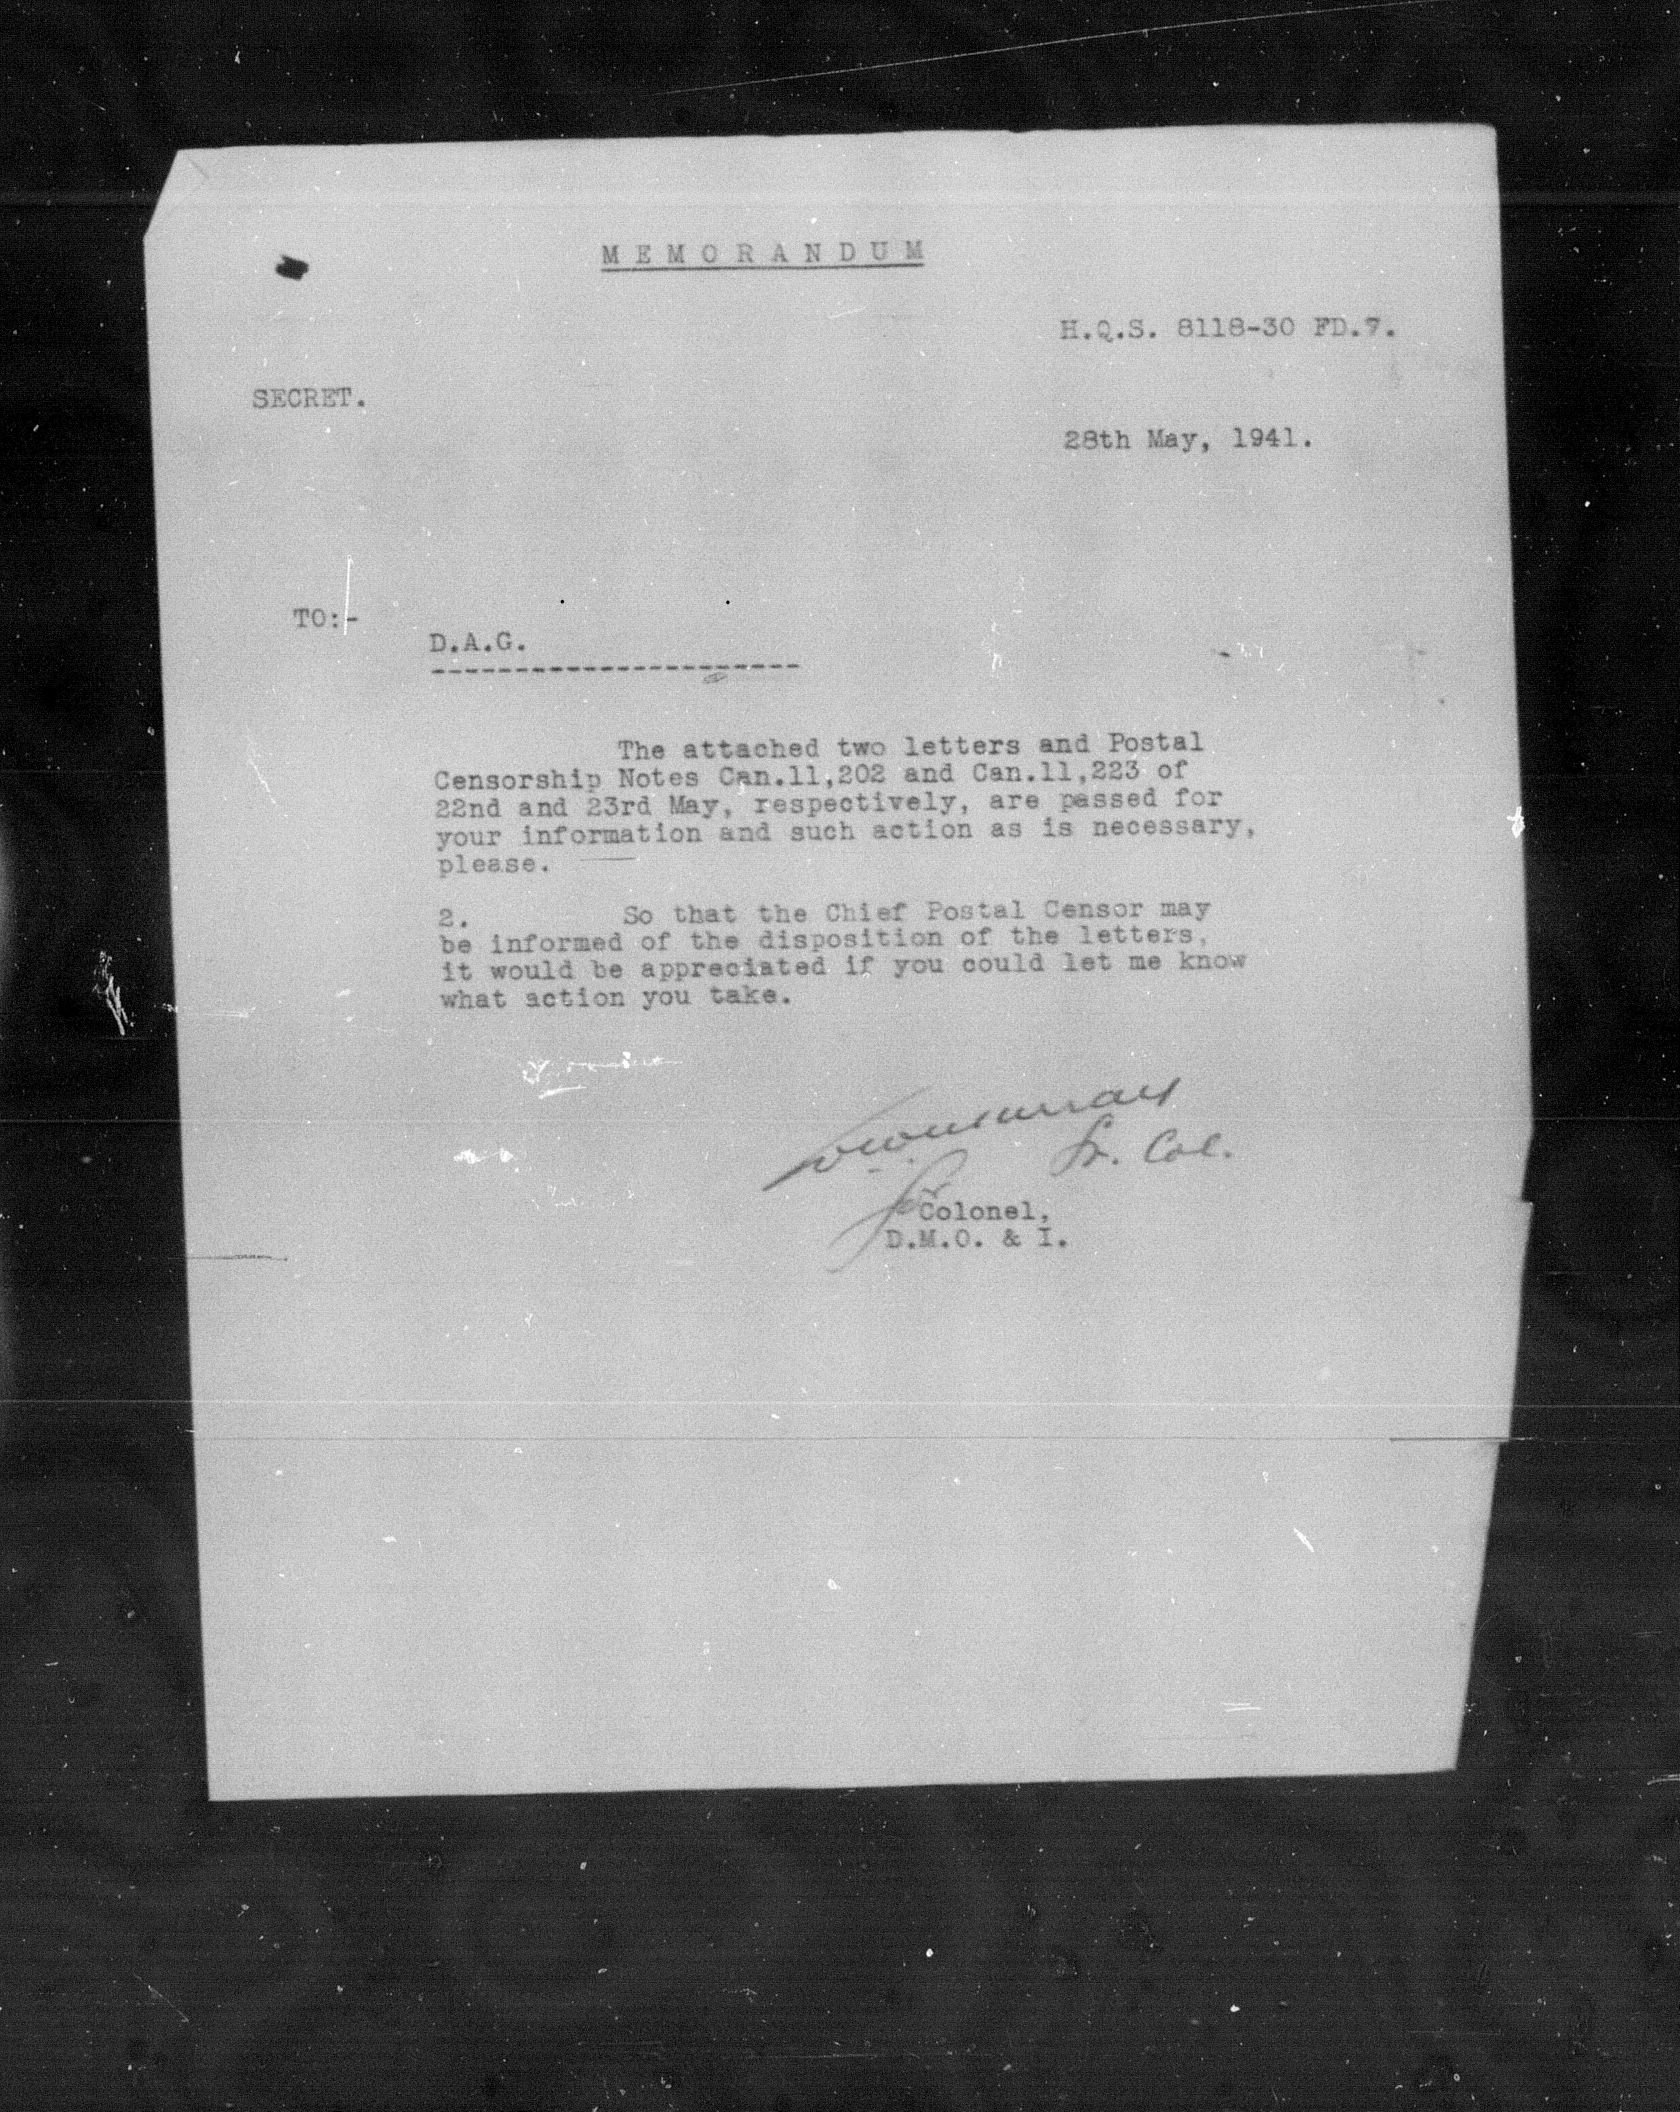 MEMORANDUM
H.Q.S. 8118-30 FD.7.
SECRET.
28th May, 1941.
TO:-
D.A.G.
-----------------------
The attached two letters and Postal
Censorship Notes Can.11,202 and Can.11,223 of
22nd and 23rd May, respectively, are passed for
your information and such action as is necessary,
please.
2. So that the Chief Postal Censor may
be informed of the disposition of the letters,
it would be appreciated if you could let me know
what action you take.
Lt. Col.
for
Colonel,
D.M.O. & I.